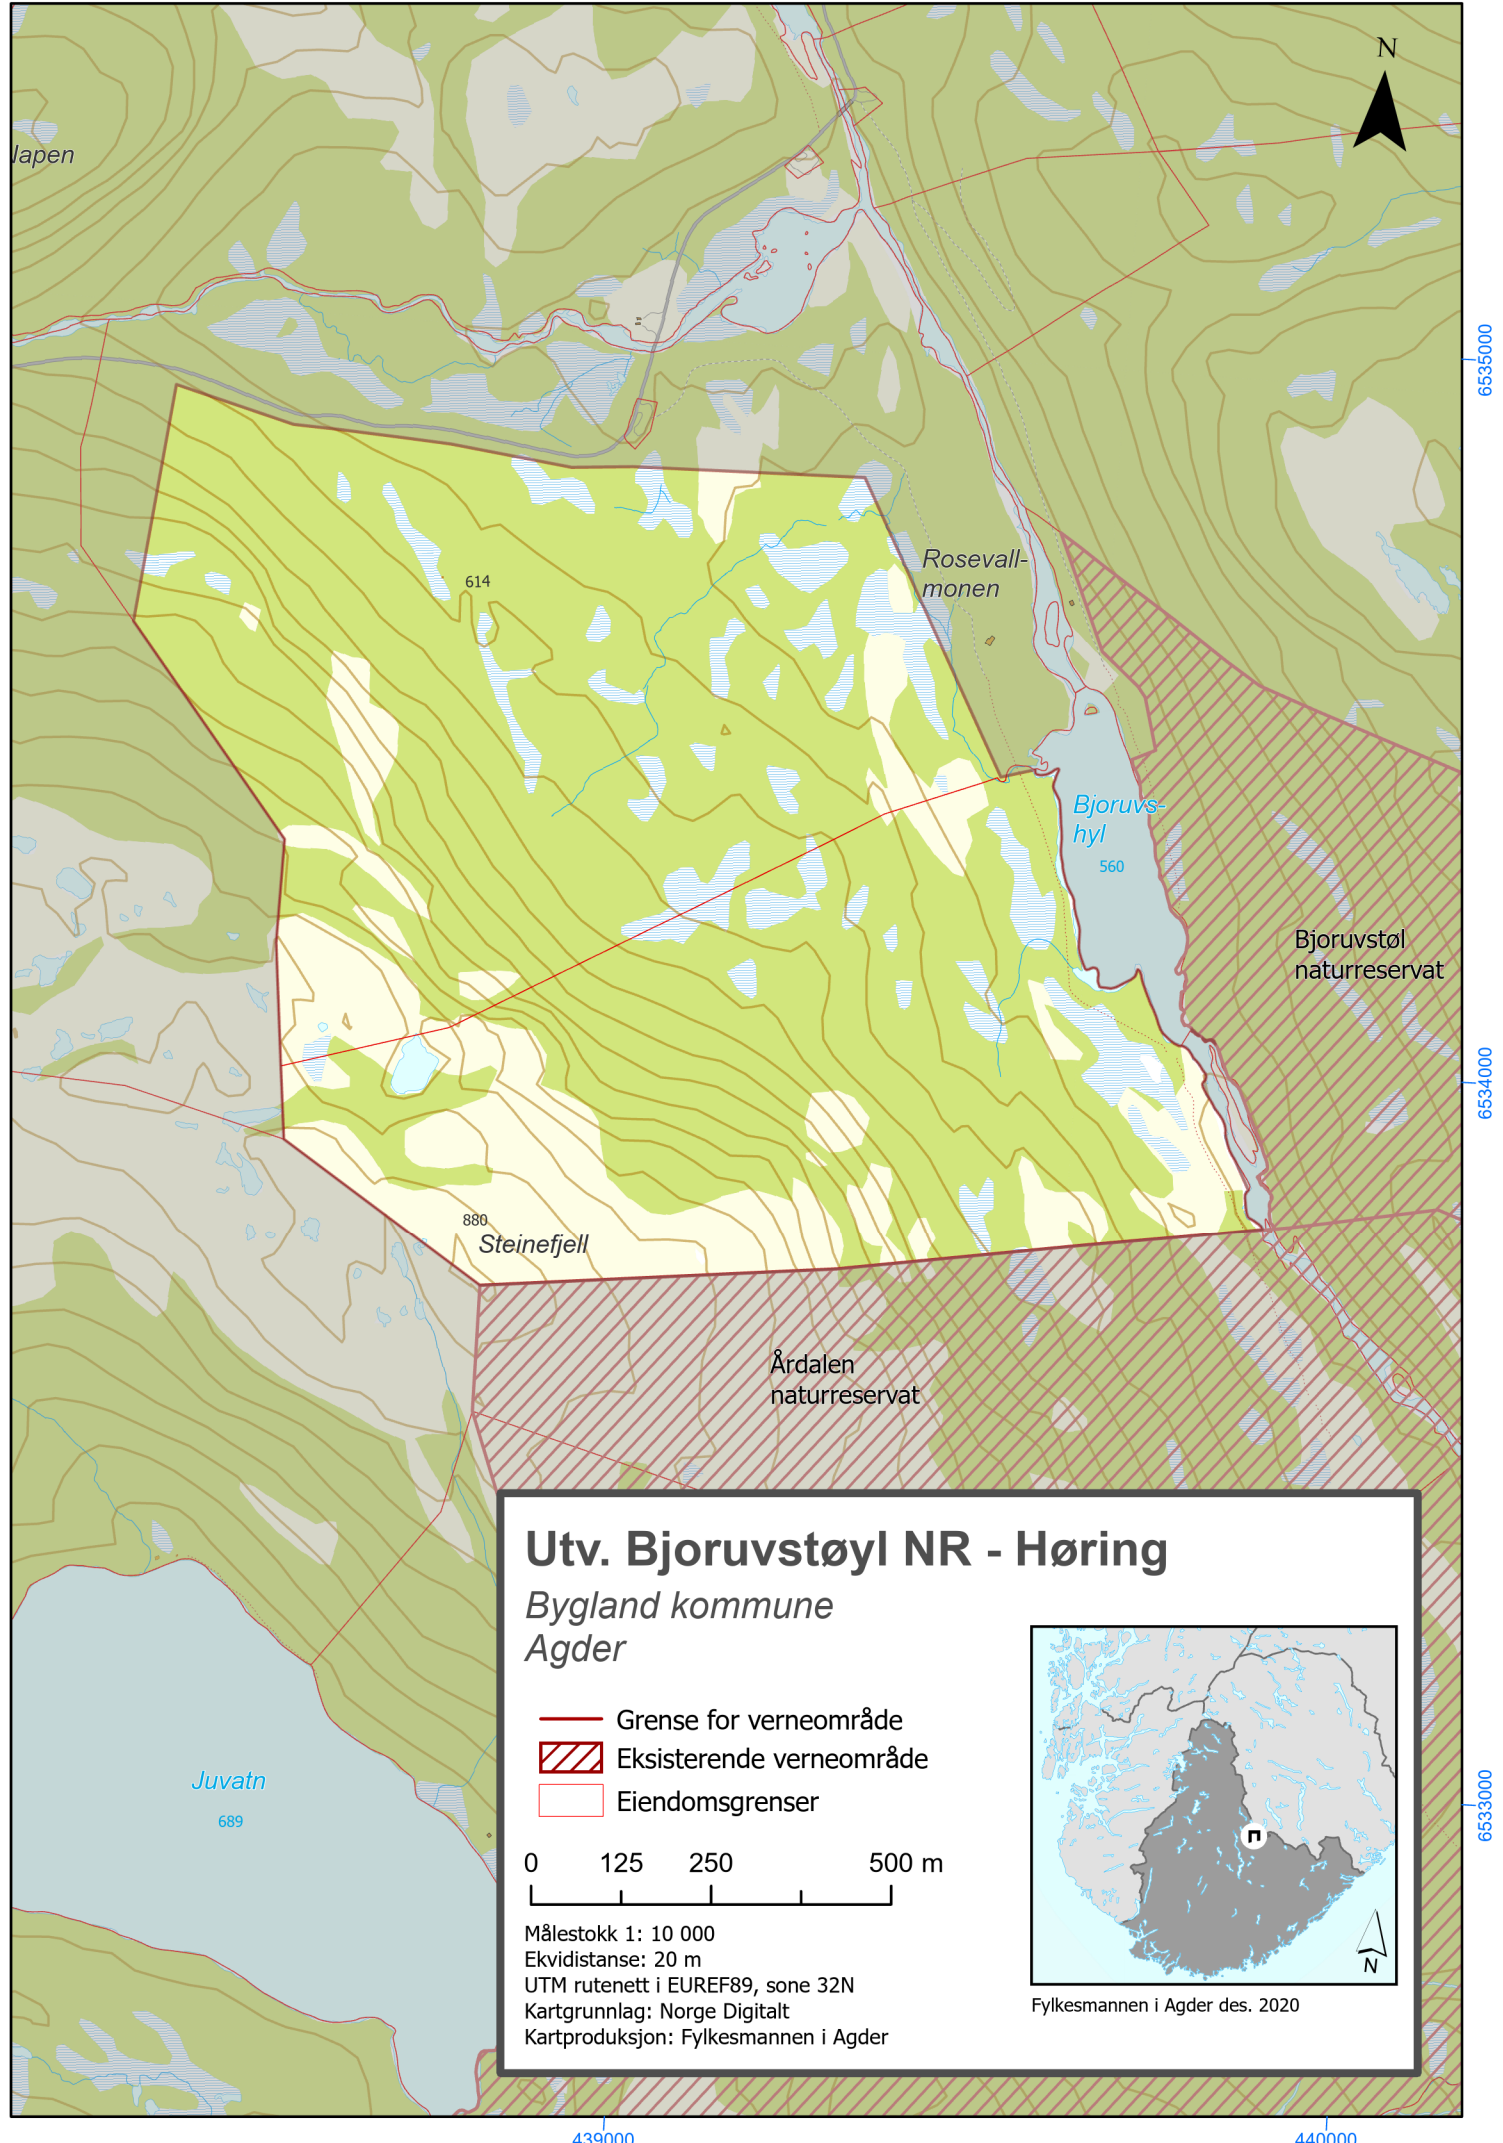 N
614
Rosevall-
monen
Bjoruvs-
hyl
560
Bjoruvstøl
naturreservat
880
Steinefjell
Årdalen
naturreservat
Juvatn
689
6535000
6534000
6533000
439000
440000
Utv. Bjoruvstøyl NR - Høring
Bygland kommune
Agder
Grense for verneområde
Eksisterende verneområde
Eiendomsgrenser
0 125 250 500 m
Målestokk 1: 10 000
Ekvidistanse: 20 m
UTM rutenett i EUREF89, sone 32N
Kartgrunnlag: Norge Digitalt
Kartproduksjon: Fylkesmannen i Agder
N
Fylkesmannen i Agder des. 2020